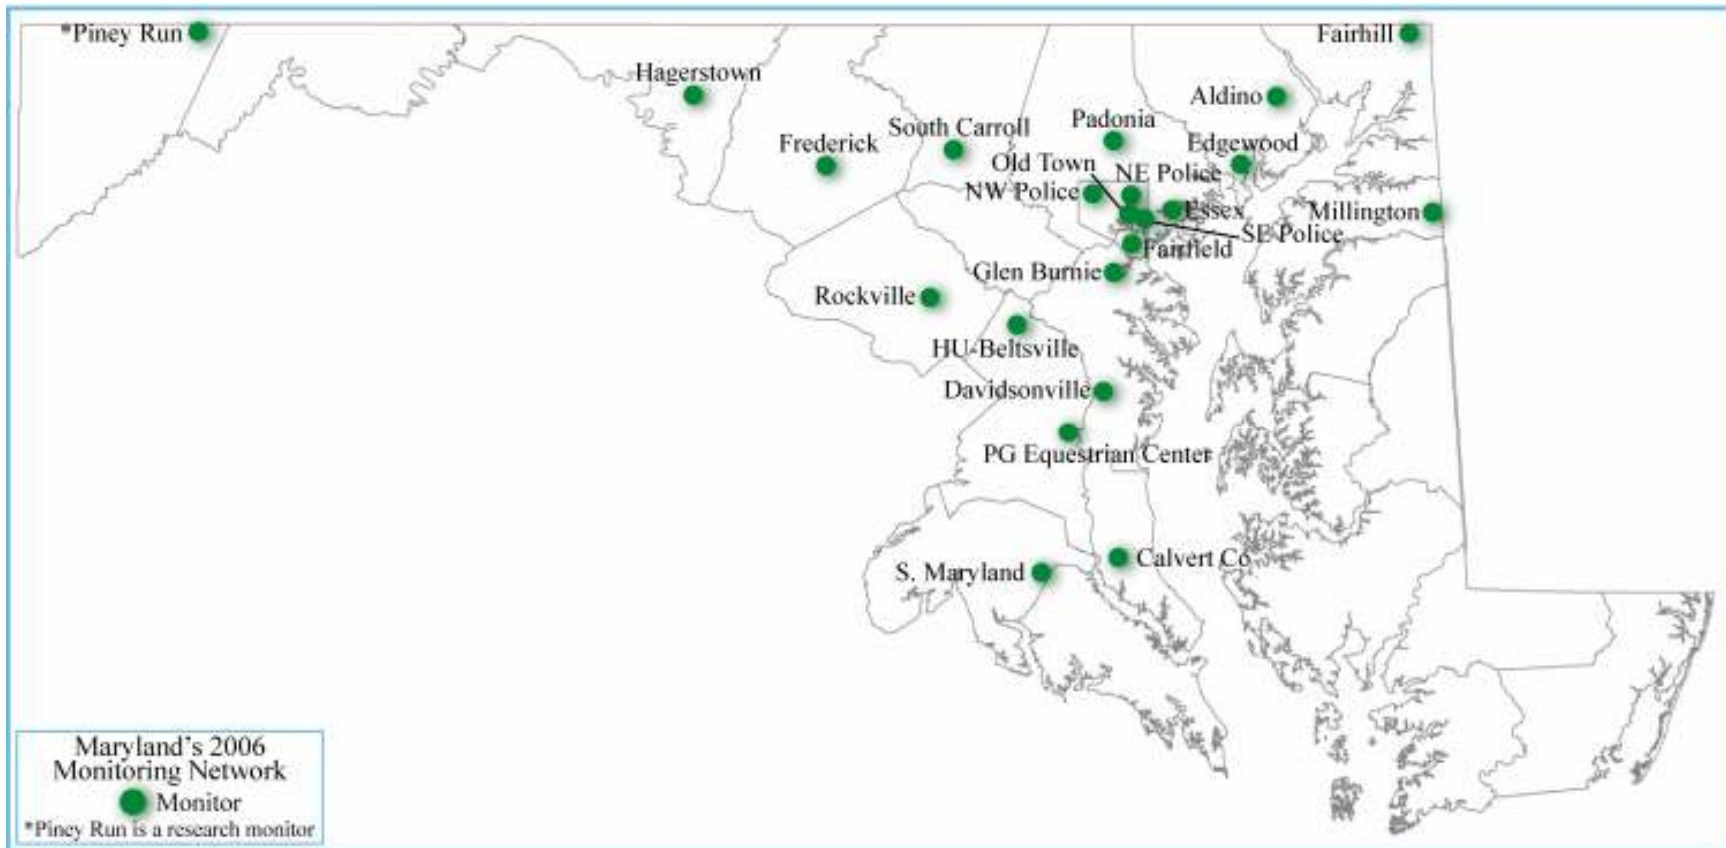 *Piney Run
Fairhill
Hagerstown
Aldino
Padonia
South Carroll
Frederick
Edgewood
Old Town
NE Police
NW Police
Essex
Millington
SE Police
Fairfield
Glen Burnie
Rockville
HU-Beltsville
Davidsonville
PG Equestrian Center
Calvert Co
S. Maryland
Maryland's 2006
Monitoring Network
Monitor
*Piney Run is a research monitor